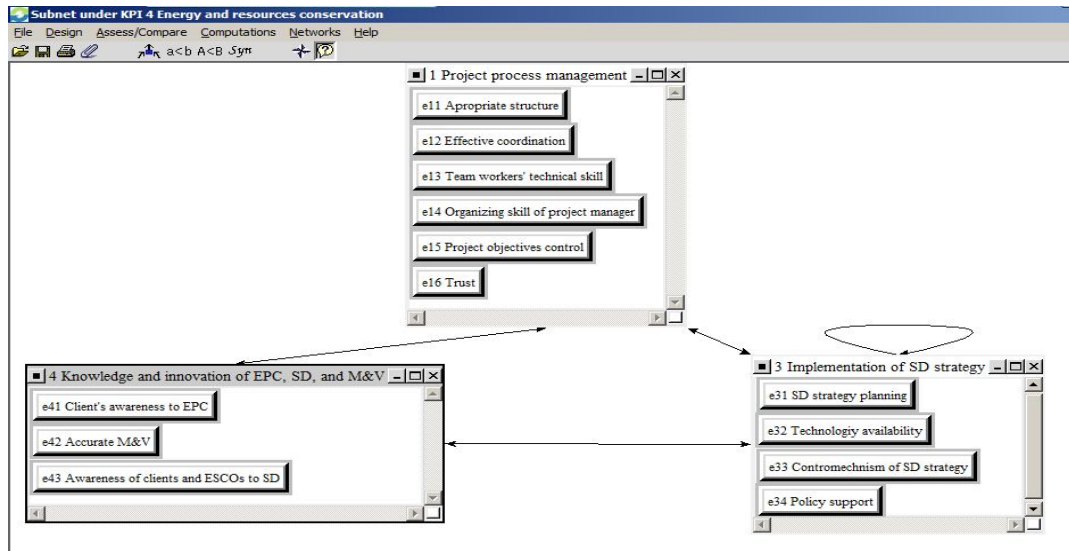 Subnet under KPI 4 Energy and resources conservation
File Design Assess/Compare Computations Networks Help
a<b A<B Syn
1 Project process management
e11 Apropriate structure
e12 Effective coordination
e13 Team workers' technical skill
e14 Organizing skill of project manager
e15 Project objectives control
e16 Trust
4 Knowledge and innovation of EPC, SD, and M&V
e41 Client's awareness to EPC
e42 Accurate M&V
e43 Awareness of clients and ESCOs to SD
3 Implementation of SD strategy
e31 SD strategy planning
e32 Technologiy availability
e33 Contromechnism of SD strategy
e34 Policy support